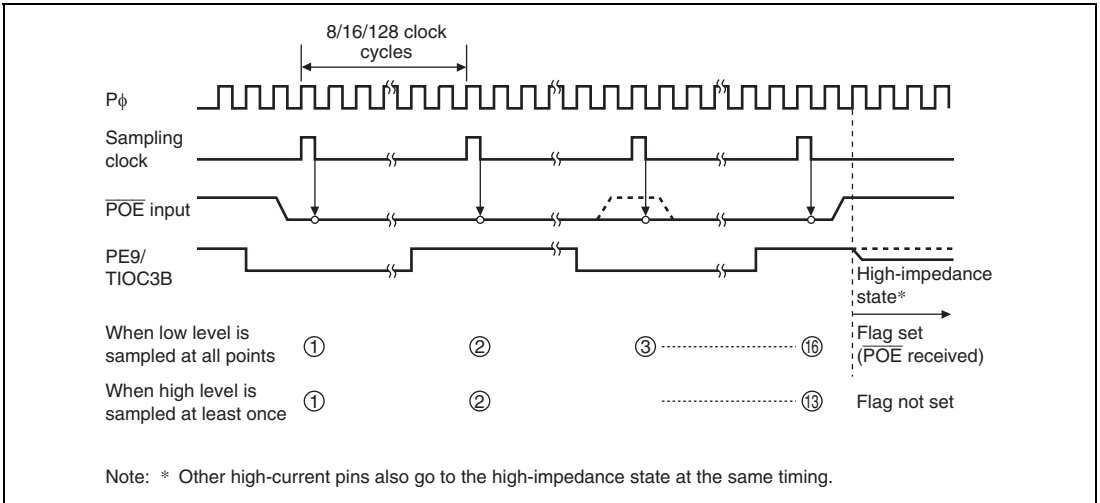 8/16/128 clock
cycles
Pϕ
Sampling
clock
P̅O̅E̅ input
PE9/
TIOC3B
High-impedance
state*
When low level is
sampled at all points
① ② ③ ⑯
Flag set
(P̅O̅E̅ received)
When high level is
sampled at least once
① ② ⑬ Flag not set
Note: * Other high-current pins also go to the high-impedance state at the same timing.